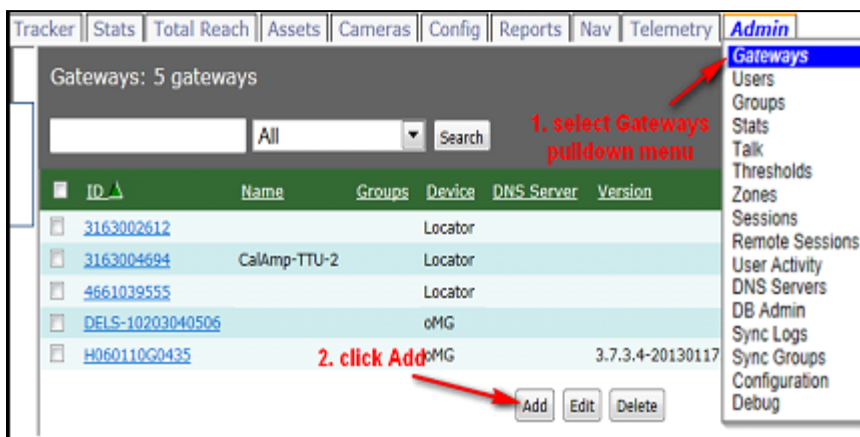 Tracker Stats Total Reach Assets Cameras Config Reports Nav Telemetry Admin
Gateways: 5 gateways
All Search
1. select Gateways
pulldown menu
ID Name Groups Device DNS Server Version
3163002612 Locator
3163004694 CalAmp-TTU-2 Locator
4661039555 Locator
DELS-10203040506 oMG
H060110G0435 oMG 3.7.3.4-20130117
2. click Add
Add Edit Delete
Gateways
Users
Groups
Stats
Talk
Thresholds
Zones
Sessions
Remote Sessions
User Activity
DNS Servers
DB Admin
Sync Logs
Sync Groups
Configuration
Debug